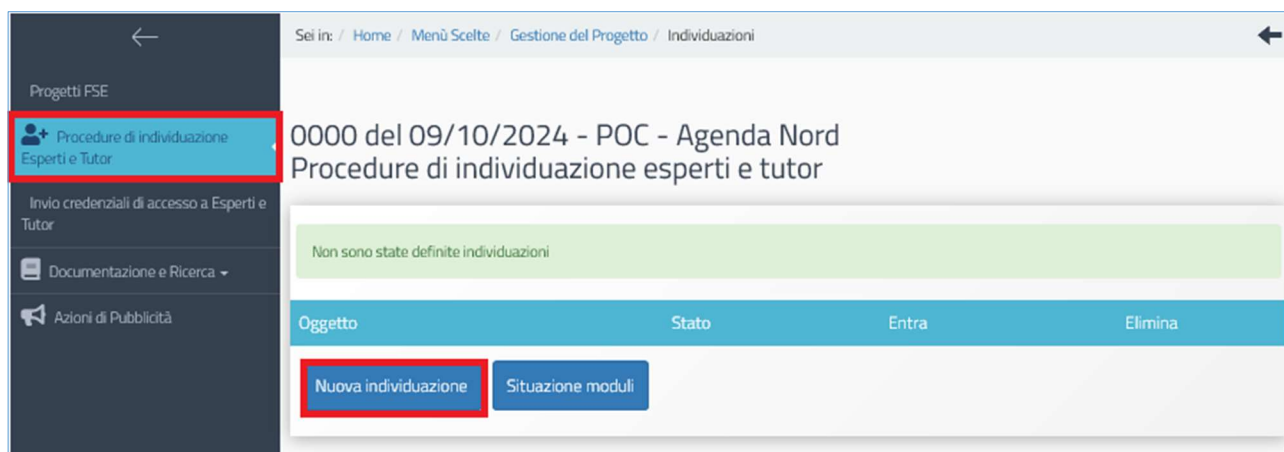 Sei in: / Home / Menù Scelte / Gestione del Progetto / Individuazioni
Progetti FSE
Procedure di individuazione
Esperti e Tutor
Invio credenziali di accesso a Esperti e
Tutor
Documentazione e Ricerca
Azioni di Pubblicità
0000 del 09/10/2024 - POC - Agenda Nord
Procedure di individuazione esperti e tutor
Non sono state definite individuazioni
Oggetto Stato Entra Elimina
Nuova individuazione Situazione moduli